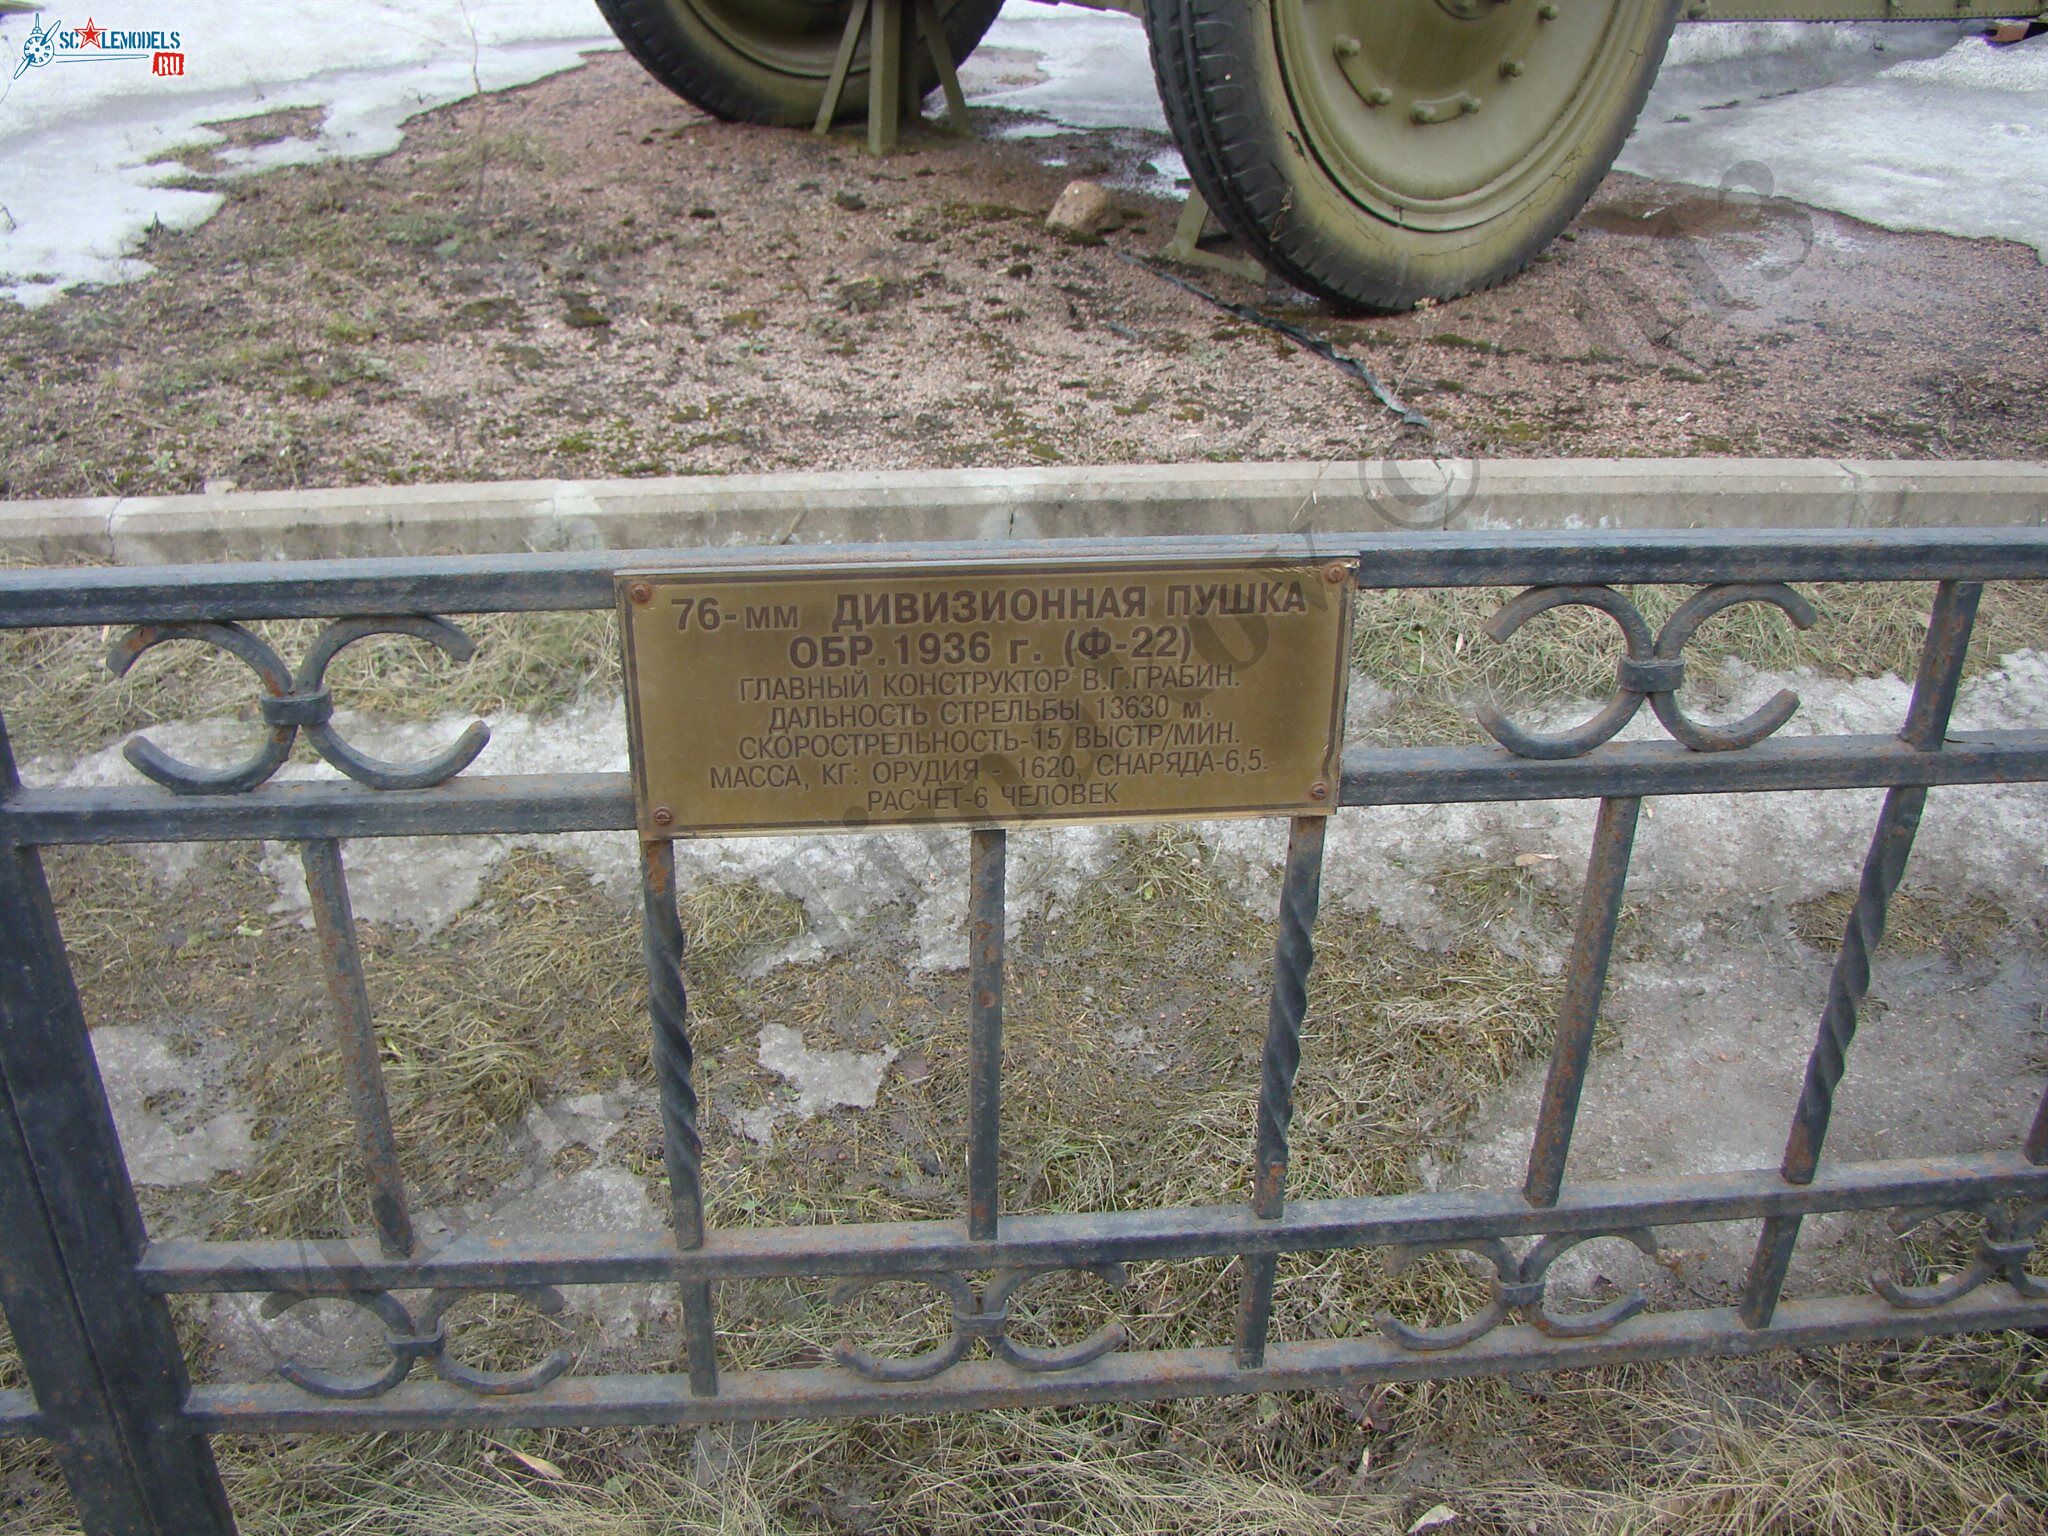 SCALEMODELS
.RU
76-мм ДИВИЗИОННАЯ ПУШКА
ОБР.1936 г. (Ф-22)
ГЛАВНЫЙ КОНСТРУКТОР В.Г.ГРАБИН.
ДАЛЬНОСТЬ СТРЕЛЬБЫ 13630 м.
СКОРОСТРЕЛЬНОСТЬ-15 ВЫСТР/МИН.
МАССА, КГ: ОРУДИЯ - 1620, СНАРЯДА-6,5.
РАСЧЕТ-6 ЧЕЛОВЕК